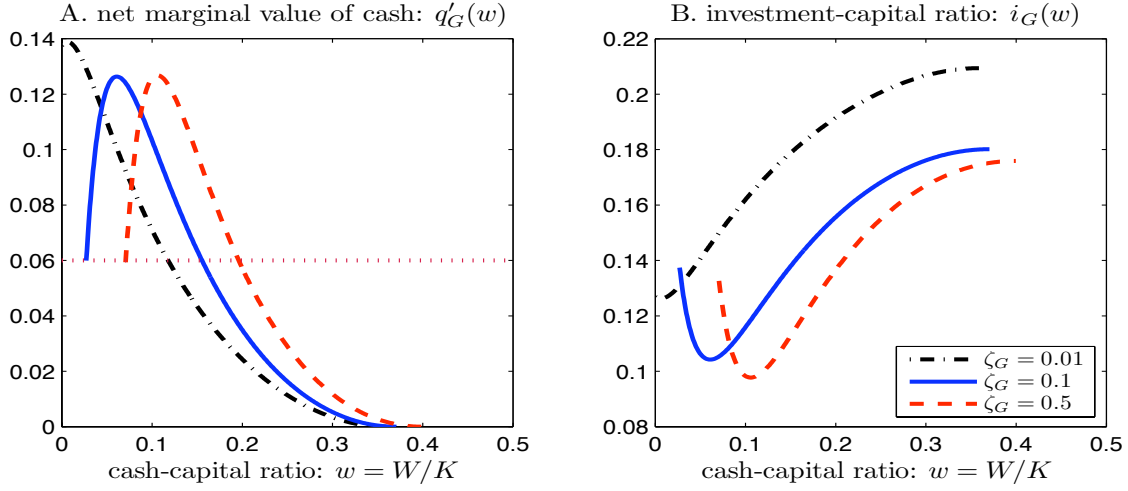 A. net marginal value of cash: q′_G(w)
0.14
0.12
0.1
0.08
0.06
0.04
0.02
0
0 0.1 0.2 0.3 0.4 0.5
cash-capital ratio: w = W/K
B. investment-capital ratio: i_G(w)
0.22
0.2
0.18
0.16
0.14
0.12
0.1
0.08
ζ_G = 0.01
ζ_G = 0.1
ζ_G = 0.5
0 0.1 0.2 0.3 0.4 0.5
cash-capital ratio: w = W/K